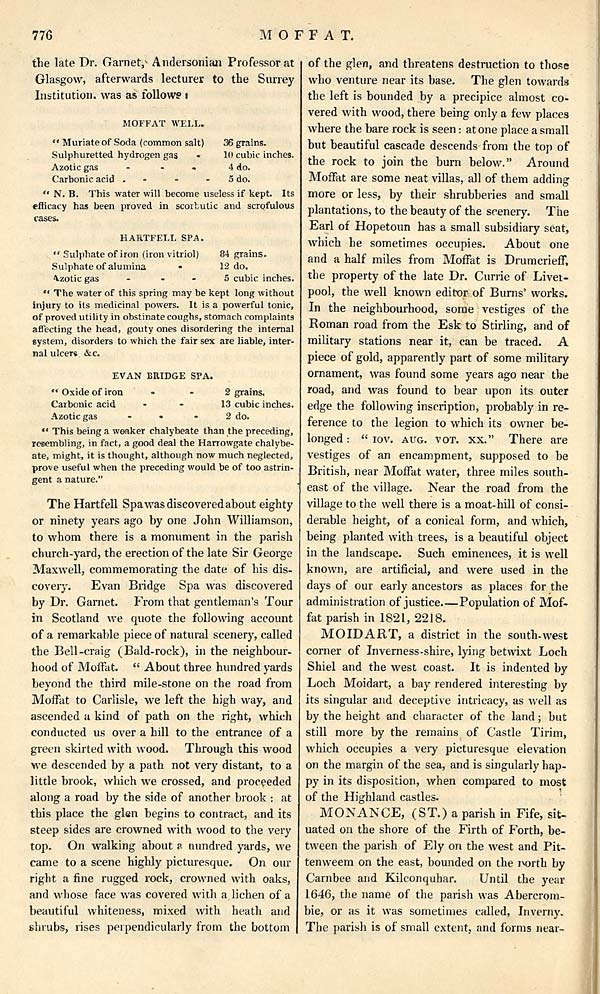 776
MOFFAT.
the late Dr. Garnet, Andersonian Professor at
Glasgow, afterwards lecturer to the Surrey
Institution. was as follows :
MOFFAT WELL.
“ Muriate of Soda (common salt) 36 grains.
Sulphuretted hydrogen gas - 10 cubic inches.
Azotic gas - - - 4 do.
Carbonic acid - - - - 5 do.
“ N. B. This water will become useless if kept. Its
efficacy has been proved in scorbutic and scrofulous
cases.
HARTFELL SPA.
“ Sulphate of iron (iron vitriol) 84 grains.
Sulphate of alumina - 12 do.
Azotic gas - - - 5 cubic inches.
“ The water of this spring may be kept long without
injury to its medicinal powers. It is a powerful tonic,
of proved utility in obstinate coughs, stomach complaints
affecting the head, gouty ones disordering the internal
system, disorders to which the fair sex are liable, inter-
nal ulcers &c.
EVAN BRIDGE SPA.
“ Oxide of iron - - 2 grains.
Carbonic acid - - 13 cubic inches.
Azotic gas - - - 2 do.
“ This being a weaker chalybeate than the preceding,
resembling, in fact, a good deal the Harrowgate chalybe-
ate, might, it is thought, although now much neglected,
prove useful when the preceding would be of too astrin-
gent a nature.”
The Hartfell Spa was discovered about eighty
or ninety years ago by one John Williamson,
to whom there is a monument in the parish
church-yard, the erection of the late Sir George
Maxwell, commemorating the date of his dis-
covery. Evan Bridge Spa was discovered
by Dr. Garnet. From that gentleman's Tour
in Scotland we quote the following account
of a remarkable piece of natural scenery, called
the Bell-craig (Bald-rock), in the neighbour-
hood of Moffat. “ About three hundred yards
beyond the third mile-stone on the road from
Moffat to Carlisle, we left the high way, and
ascended a kind of path on the right, which
conducted us over a hill to the entrance of a
green skirted with wood. Through this wood
we descended by a path not very distant, to a
little brook, which we crossed, and proceeded
along a road by the side of another brook : at
this place the glen begins to contract, and its
steep sides are crowned with wood to the very
top. On walking about a hundred yards, we
came to a scene highly picturesque. On our
right a fine rugged rock, crowned with oaks,
and whose face was covered with a lichen of a
beautiful whiteness, mixed with heath and
shrubs, rises perpendicularly from the bottom
of the glen, and threatens destruction to those
who venture near its base. The glen towards
the left is bounded by a precipice almost co-
vered with wood, there being only a few places
where the bare rock is seen: at one place a small
but beautiful cascade descends from the top of
the rock to join the burn below.” Around
Moffat are some neat villas, all of them adding
more or less, by their shrubberies and small
plantations, to the beauty of the scenery. The
Earl of Hopetoun has a small subsidiary seat,
which he sometimes occupies. About one
and a half miles from Moffat is Drumcrieff,
the property of the late Dr. Currie of Liver-
pool, the well known editor of Burns' works.
In the neighbourhood, some vestiges of the
Roman road from the Esk to Stirling, and of
military stations near it, can be traced. A
piece of gold, apparently part of some military
ornament, was found some years ago near the
road, and was found to bear upon its outer
edge the following inscription, probably in re-
ference to the legion to which its owner be-
longed : “ IOV. AUG. VOT. XX.” There are
vestiges of an encampment, supposed to be
British, near Moffat water, three miles south-
east of the village. Near the road from the
village to the well there is a moat-hill of consi-
derable height, of a conical form, and which,
being planted with trees, is a beautiful object
in the landscape. Such eminences, it is well
known, are artificial, and were used in the
days of our early ancestors as places for the
administration of justice.—Population of Mof-
fat parish in 1821, 2218.
MOIDART, a district in the south-west
corner of Inverness-shire, lying betwixt Loch
Shiel and the west coast. It is indented by
Loch Moidart, a bay rendered interesting by
its singular and deceptive intricacy, as well as
by the height and character of the land ; but
still more by the remains of Castle Tirim,
which occupies a very picturesque elevation
on the margin of the sea, and is singularly hap-
py in its disposition, when compared to most
of the Highland castles.
MONANCE, (ST.) a parish in Fife, sit-
uated on the shore of the Firth of Forth, be-
tween the parish of Ely on the west and Pit-
tenweem on the east, bounded on the north by
Carnbee and Kilconquhar. Until the year
1646, the name of the parish was Abercrom-
bie, or as it was sometimes called, Inverny.
The parish is of small extent, and forms near-